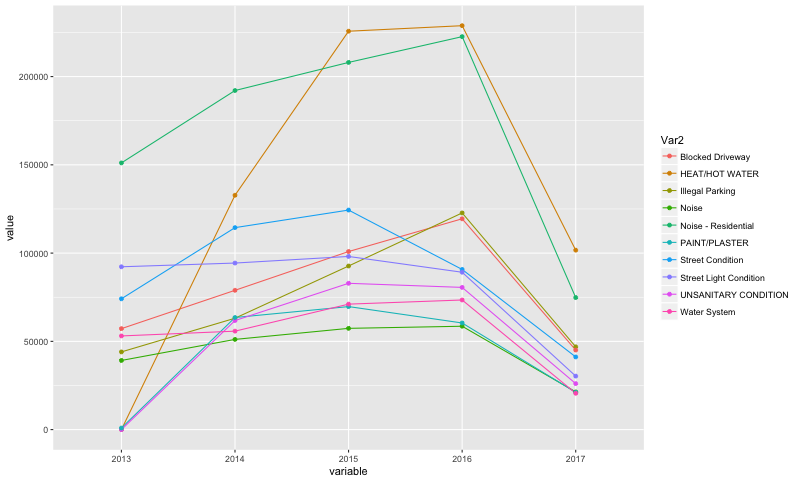 200000
150000
100000
50000
0
value
2013 2014 2015 2016 2017
variable
Var2
Blocked Driveway
HEAT/HOT WATER
Illegal Parking
Noise
Noise - Residential
PAINT/PLASTER
Street Condition
Street Light Condition
UNSANITARY CONDITION
Water System